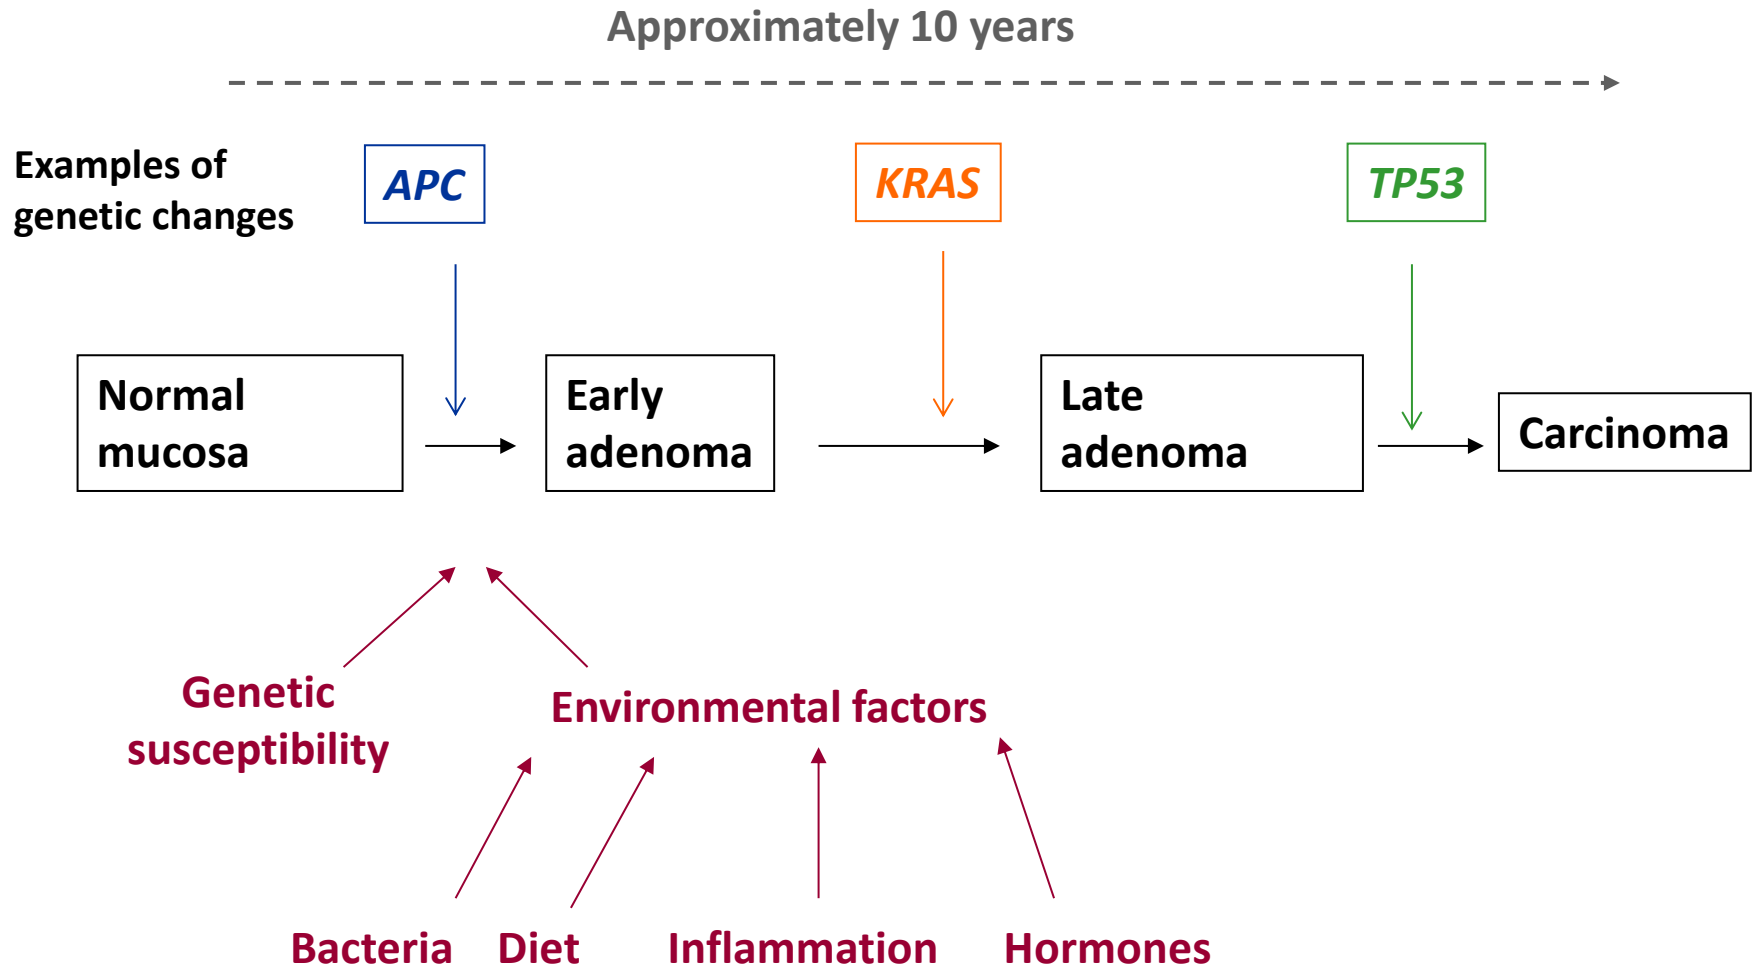 Approximately 10 years
Examples of
genetic changes
APC
KRAS
TP53
Normal
mucosa
Early
adenoma
Late
adenoma
Carcinoma
Genetic
susceptibility
Environmental factors
Bacteria
Diet
Inflammation
Hormones